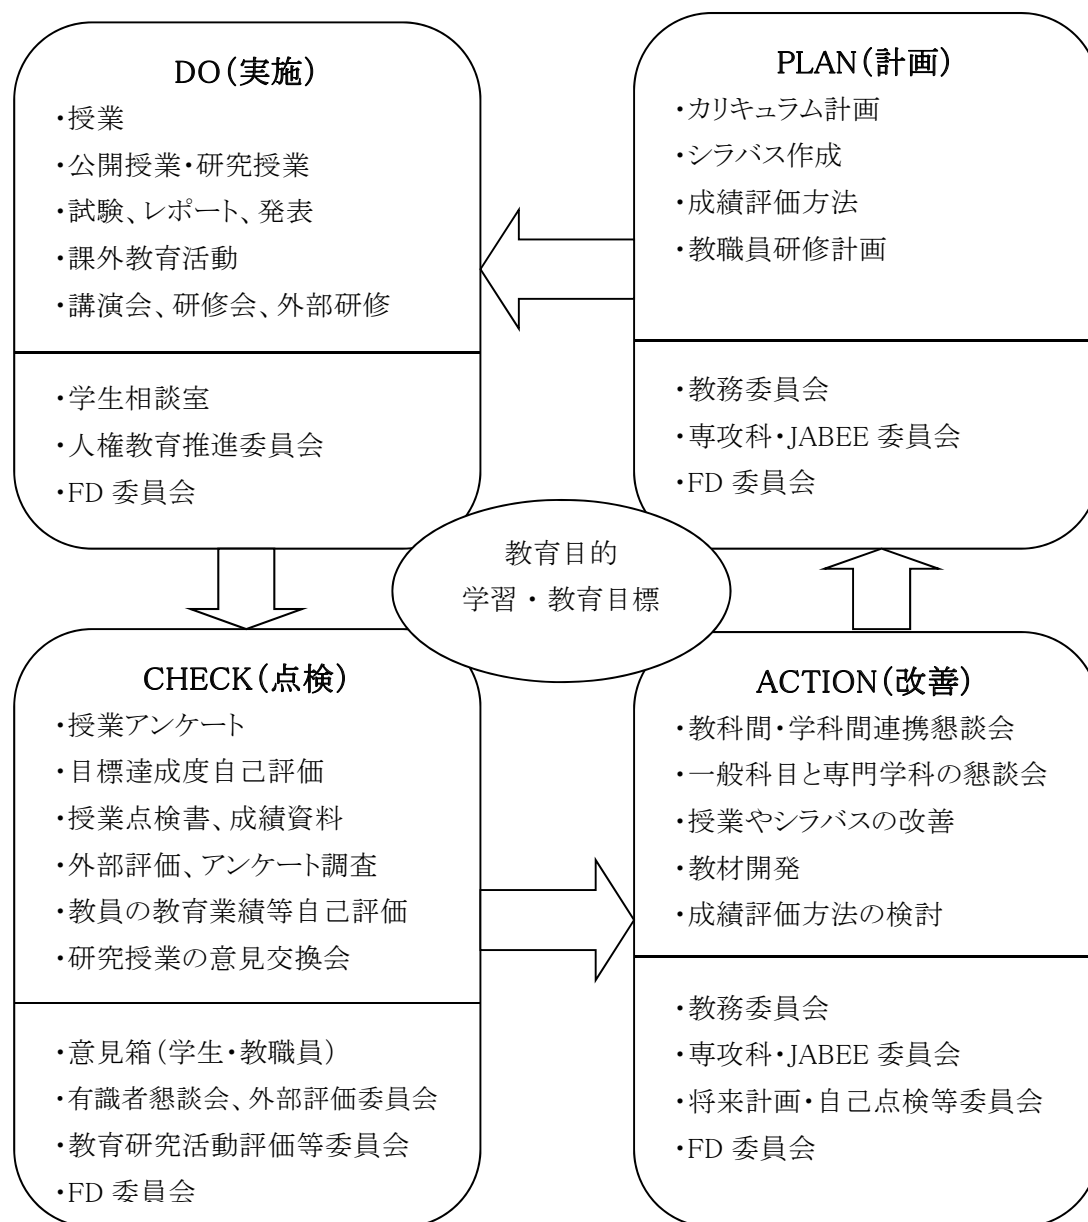 DO(実施)
・授業
・公開授業・研究授業
・試験、レポート、発表
・課外教育活動
・講演会、研修会、外部研修
・学生相談室
・人権教育推進委員会
・FD 委員会
PLAN(計画)
・カリキュラム計画
・シラバス作成
・成績評価方法
・教職員研修計画
・教務委員会
・専攻科・JABEE 委員会
・FD 委員会
教育目的
学習・教育目標
CHECK(点検)
・授業アンケート
・目標達成度自己評価
・授業点検書、成績資料
・外部評価、アンケート調査
・教員の教育業績等自己評価
・研究授業の意見交換会
・意見箱(学生・教職員)
・有識者懇談会、外部評価委員会
・教育研究活動評価等委員会
・FD 委員会
ACTION(改善)
・教科間・学科間連携懇談会
・一般科目と専門学科の懇談会
・授業やシラバスの改善
・教材開発
・成績評価方法の検討
・教務委員会
・専攻科・JABEE 委員会
・将来計画・自己点検等委員会
・FD 委員会